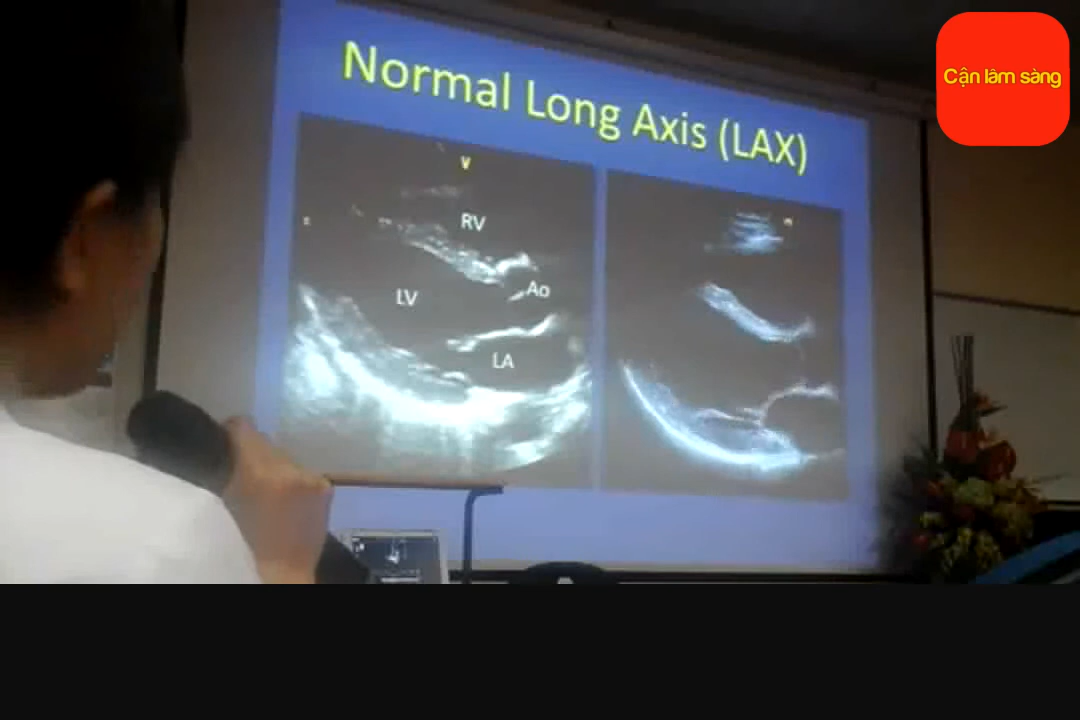 Cận lâm sàng
Normal Long Axis (LAX)
V
RV
Ao
LV
LA